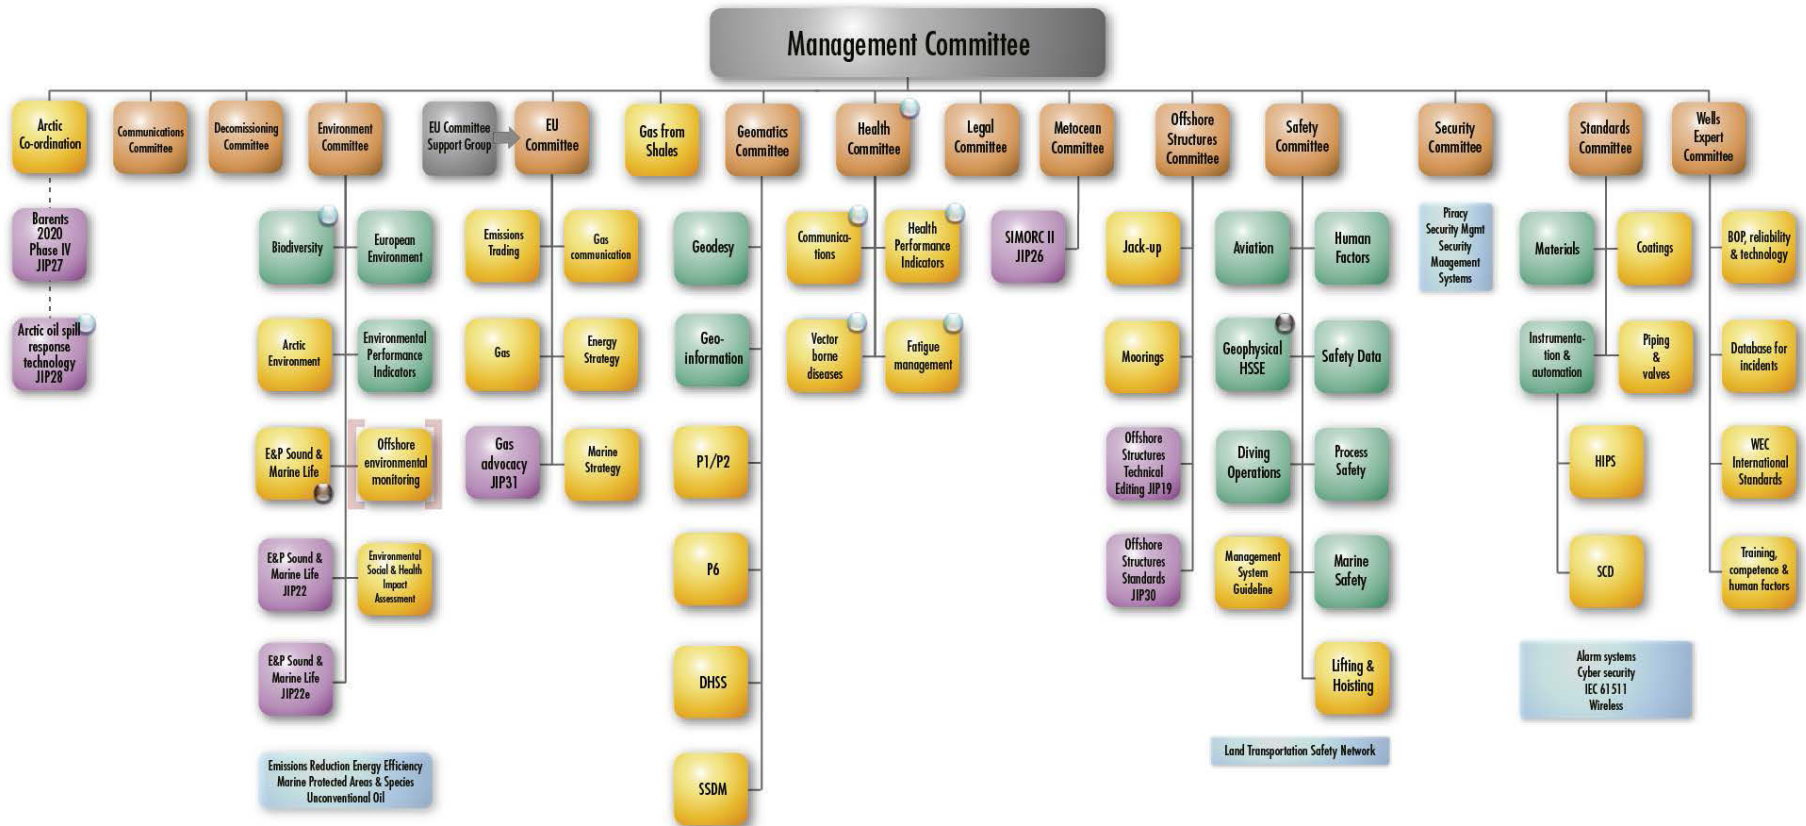 Management Committee
Arctic
Co-ordination
Communications
Committee
Decomissioning
Committee
Environment
Committee
EU Committee
Support Group
EU
Committee
Gas from
Shales
Geomatics
Committee
Health
Committee
Legal
Committee
Metocean
Committee
Offshore
Structures
Committee
Safety
Committee
Security
Committee
Standards
Committee
Wells
Expert
Committee
Barents
2020
Phase IV
JIP27
Arctic oil spill
response
technology
JIP28
Biodiversity
European
Environment
Arctic
Environment
Environmental
Performance
Indicators
E&P Sound &
Marine Life
Offshore
environmental
monitoring
E&P Sound &
Marine Life
JIP22
Environmental
Social & Health
Impact
Assessment
E&P Sound &
Marine Life
JIP22e
Emissions Reduction Energy Efficiency
Marine Protected Areas & Species
Unconventional Oil
Emissions
Trading
Gas
communication
Gas
Energy
Strategy
Gas
advocacy
JIP31
Marine
Strategy
Geodesy
Geo-
information
P1/P2
P6
DHSS
SSDM
Communica-
tions
Health
Performance
Indicators
Vector
borne
diseases
Fatigue
management
SIMORC II
JIP26
Jack-up
Moorings
Offshore
Structures
Technical
Editing JIP19
Offshore
Structures
Standards
JIP30
Aviation
Human
Factors
Geophysical
HSSE
Safety Data
Diving
Operations
Process
Safety
Management
System
Guideline
Marine
Safety
Lifting &
Hoisting
Land Transportation Safety Network
Piracy
Security Mgmt
Security
Maagement
Systems
Materials
Coatings
Instrumenta-
tion &
automation
Piping
&
valves
HIPS
SCD
Alarm systems
Cyber security
IEC 61511
Wireless
BOP, reliability
& technology
Database for
incidents
WEC
International
Standards
Training,
competence &
human factors